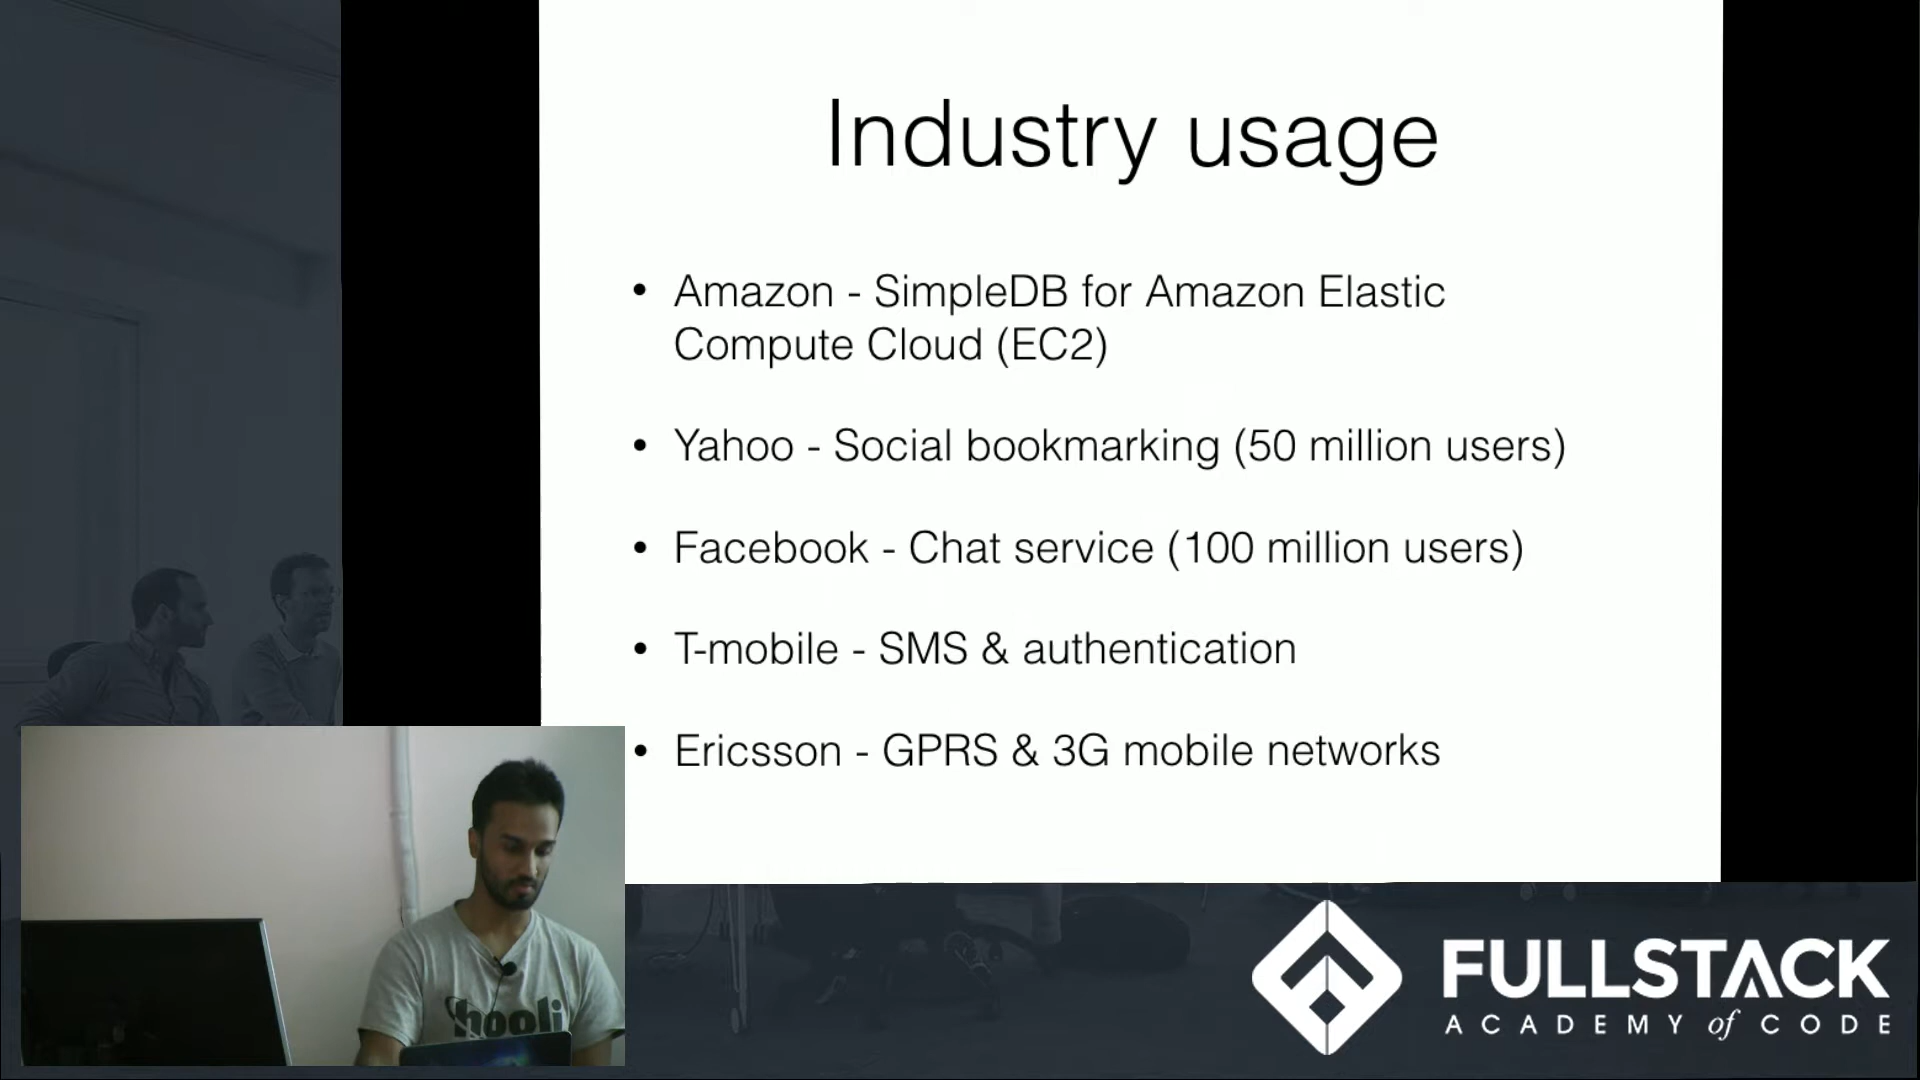 Industry usage
• Amazon - SimpleDB for Amazon Elastic
Compute Cloud (EC2)
• Yahoo - Social bookmarking (50 million users)
• Facebook - Chat service (100 million users)
• T-mobile - SMS & authentication
• Ericsson - GPRS & 3G mobile networks
hooli
FULLSTACK
ACADEMY of CODE